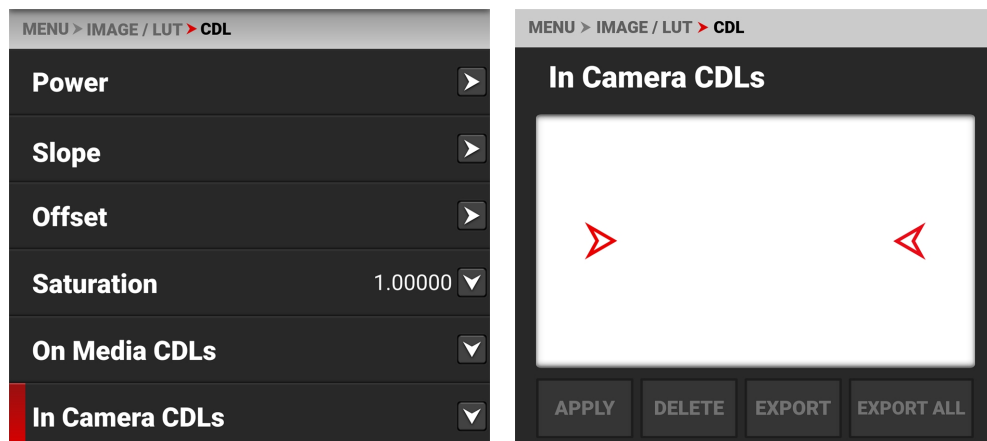 MENU > IMAGE / LUT > CDL
Power
Slope
Offset
Saturation 1.00000
On Media CDLs
In Camera CDLs
MENU > IMAGE / LUT > CDL
In Camera CDLs
APPLY DELETE EXPORT EXPORT ALL